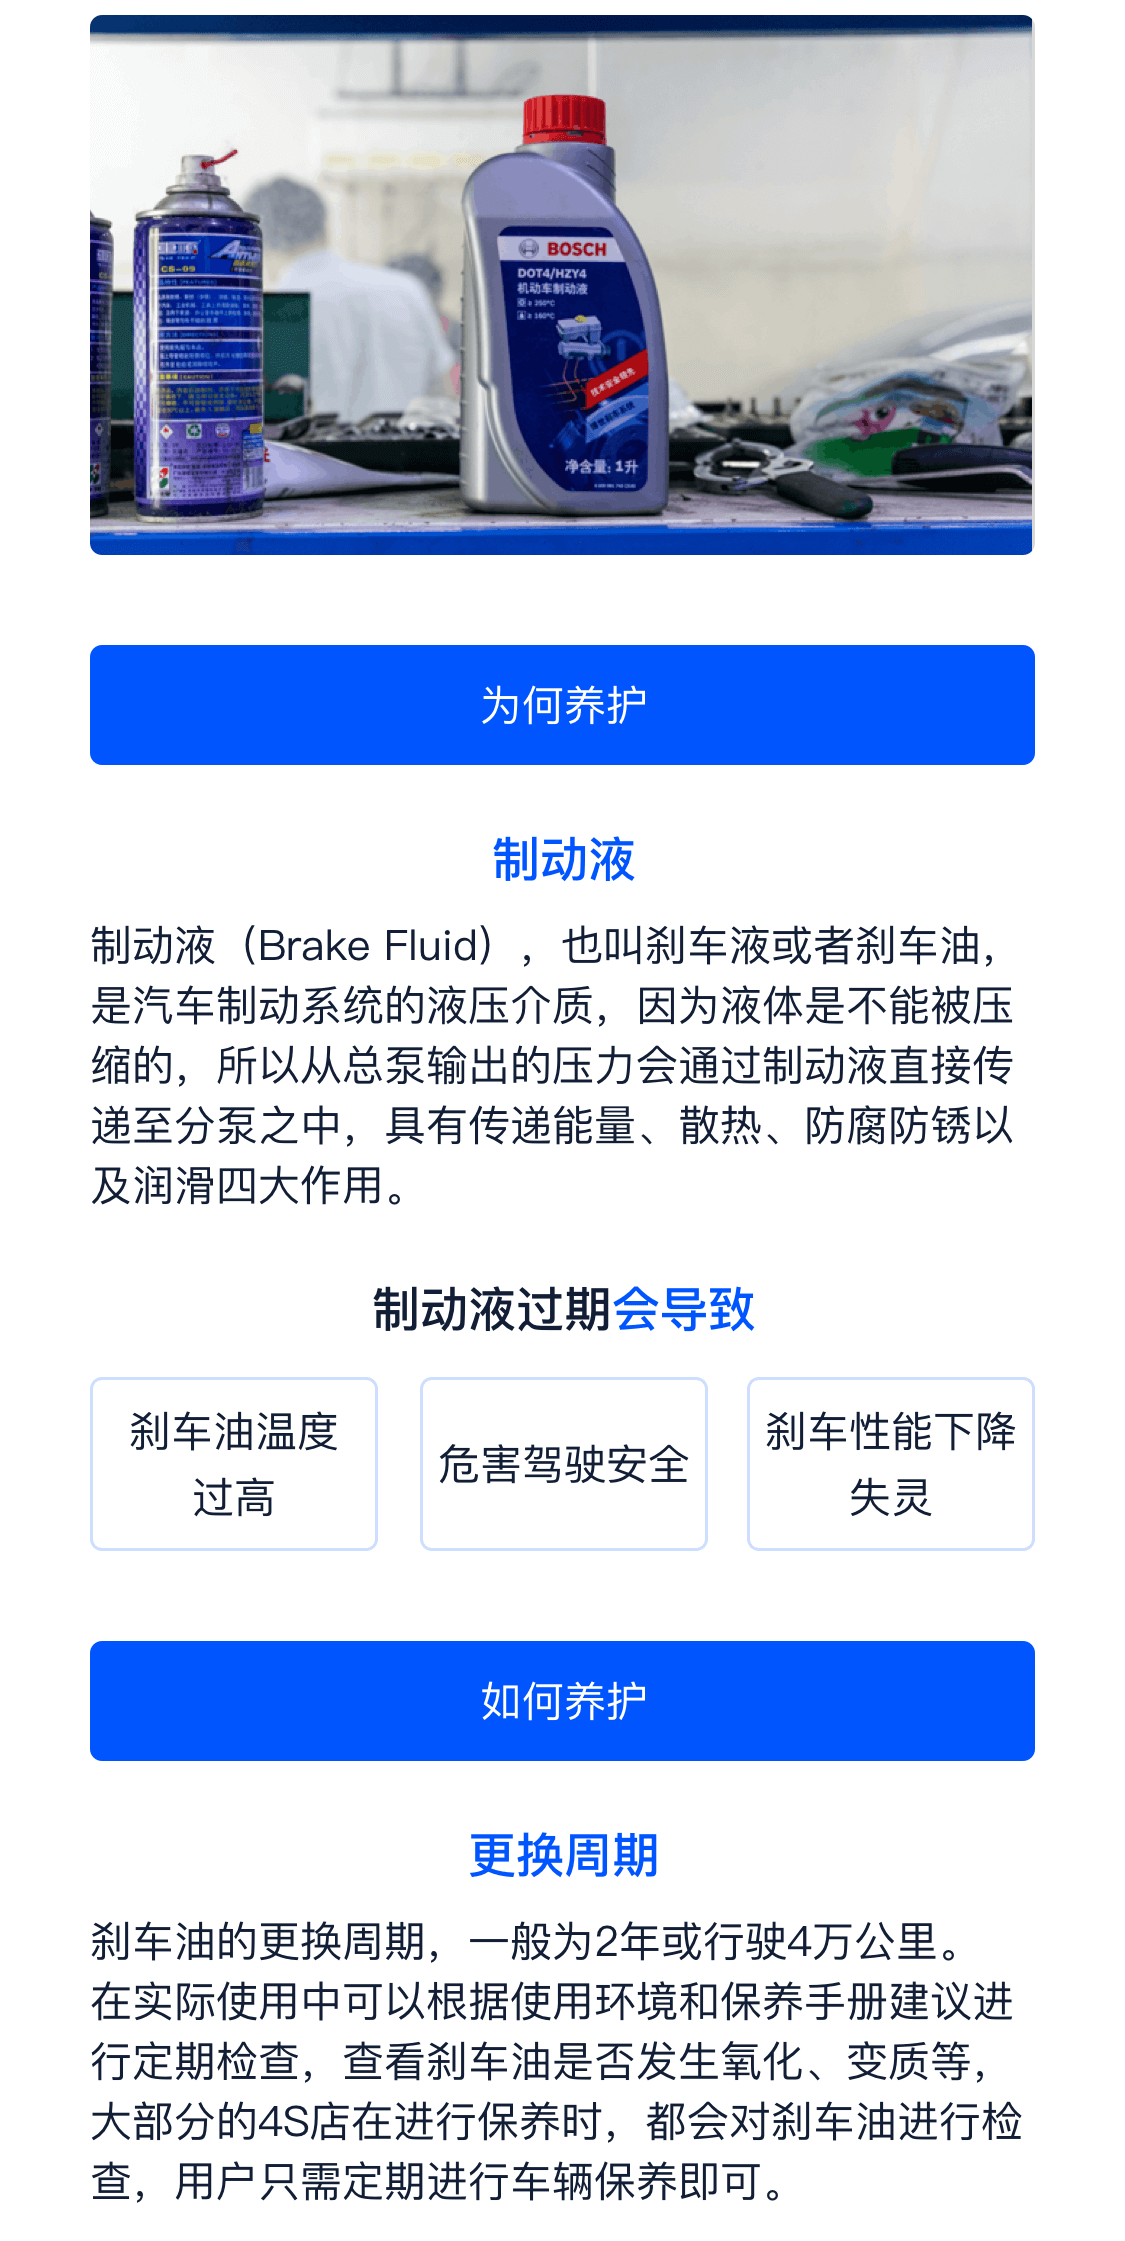 CS-09
BOSCH
DOT4/HZY4
机动车制动液
≥ 250°C
≥ 160°C
技术安全领先
净含量: 1升
为何养护
制动液
制动液（Brake Fluid），也叫刹车液或者刹车油，
是汽车制动系统的液压介质，因为液体是不能被压
缩的，所以从总泵输出的压力会通过制动液直接传
递至分泵之中，具有传递能量、散热、防腐防锈以
及润滑四大作用。
制动液过期会导致
刹车油温度
过高
危害驾驶安全
刹车性能下降
失灵
如何养护
更换周期
刹车油的更换周期，一般为2年或行驶4万公里。
在实际使用中可以根据使用环境和保养手册建议进
行定期检查，查看刹车油是否发生氧化、变质等，
大部分的4S店在进行保养时，都会对刹车油进行检
查，用户只需定期进行车辆保养即可。